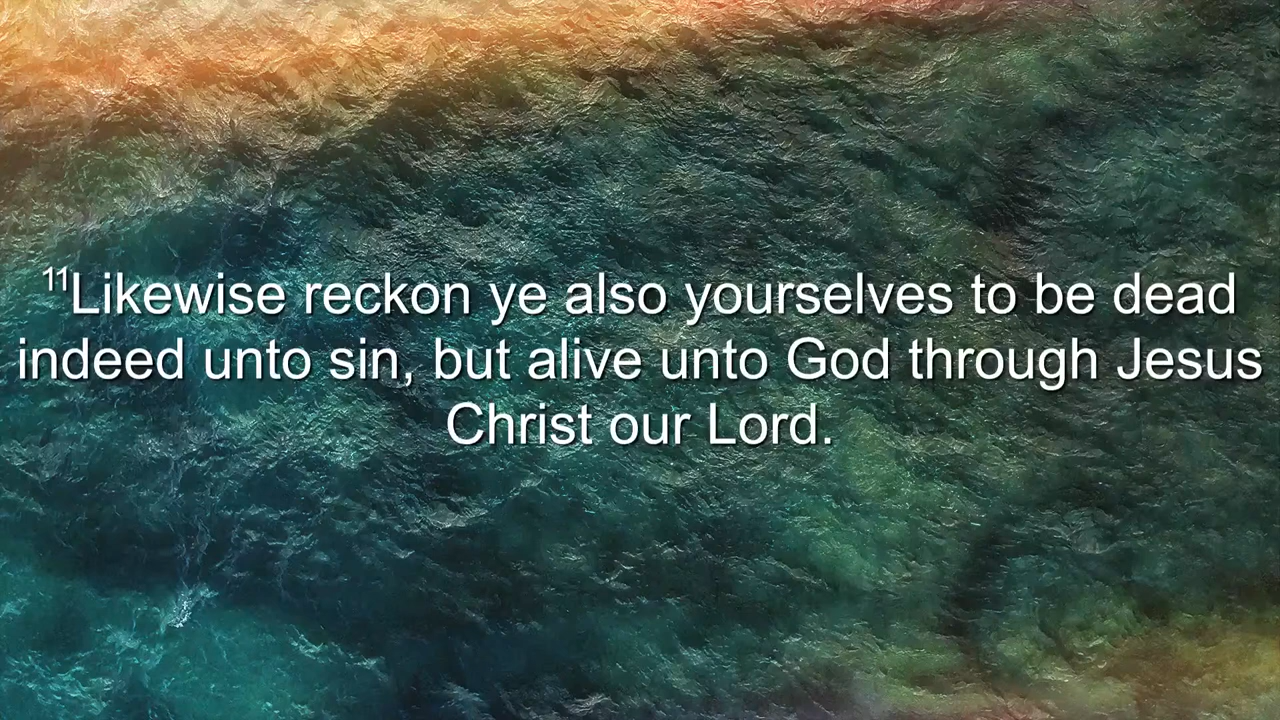 11Likewise reckon ye also yourselves to be dead
indeed unto sin, but alive unto God through Jesus
Christ our Lord.